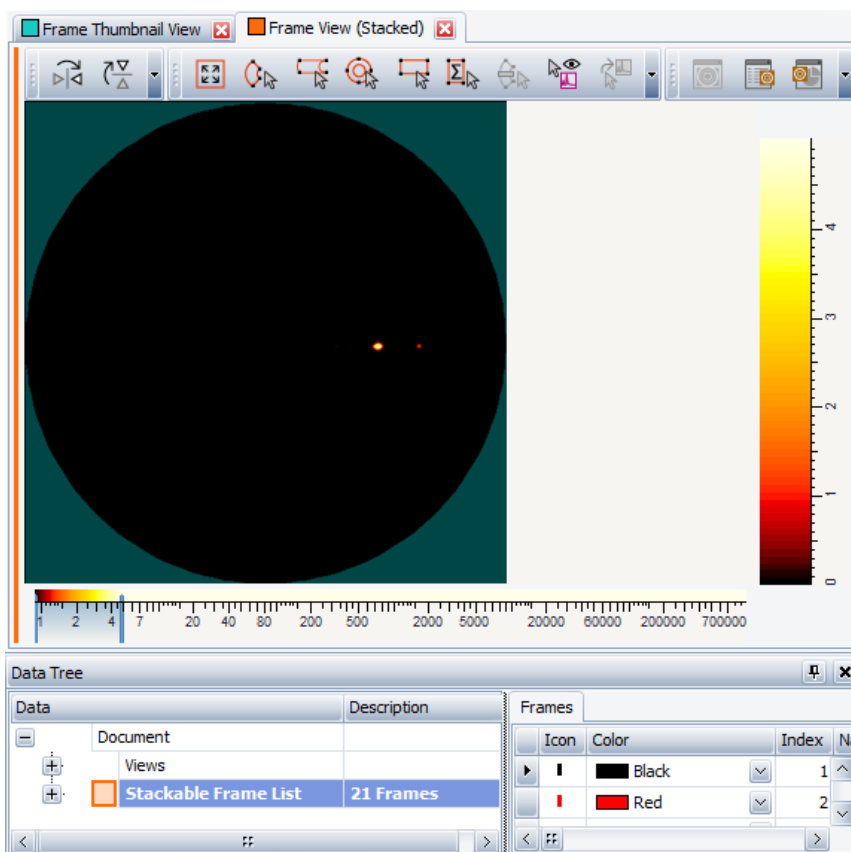 Frame Thumbnail View
Frame View (Stacked)
4
3
2
1
0
1 2 4 7 20 40 80 200 500 2000 5000 20000 60000 200000 700000
Data Tree
Data Description
Frames
Document
Views
Stackable Frame List 21 Frames
Icon Color Index
Black 1
Red 2